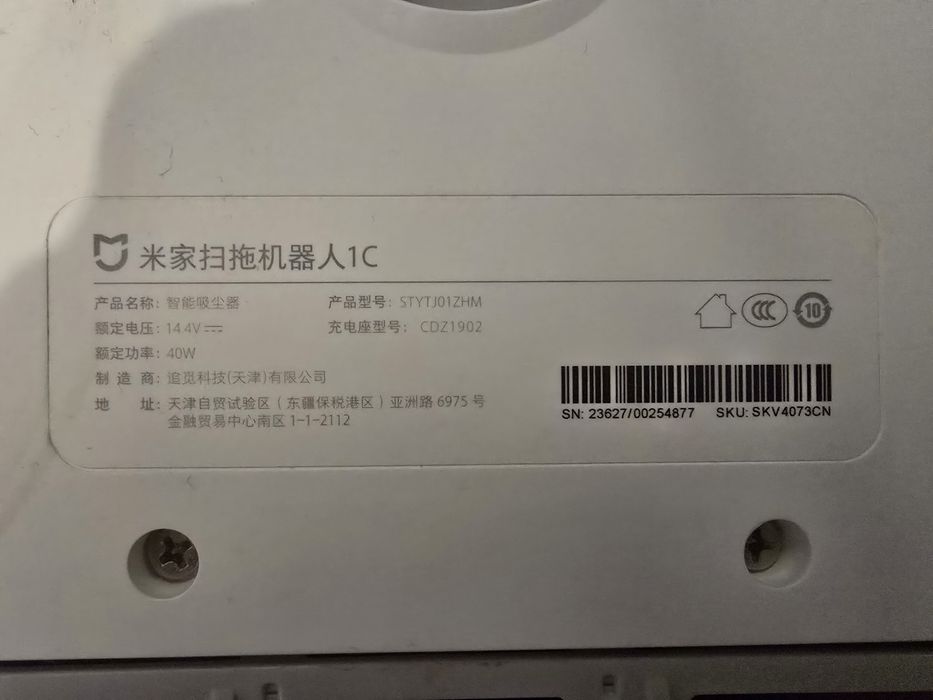 米家扫拖机器人1C
产品名称：智能吸尘器 产品型号：STYTJ01ZHM
额定电压：14.4V⎓ 充电座型号：CDZ1902
额定功率：40W
制 造 商：追觅科技(天津)有限公司
地 址：天津自贸试验区（东疆保税港区）亚洲路 6975 号
金融贸易中心南区 1-1-2112
CCC
10
SN: 23627/00254877 SKU: SKV4073CN